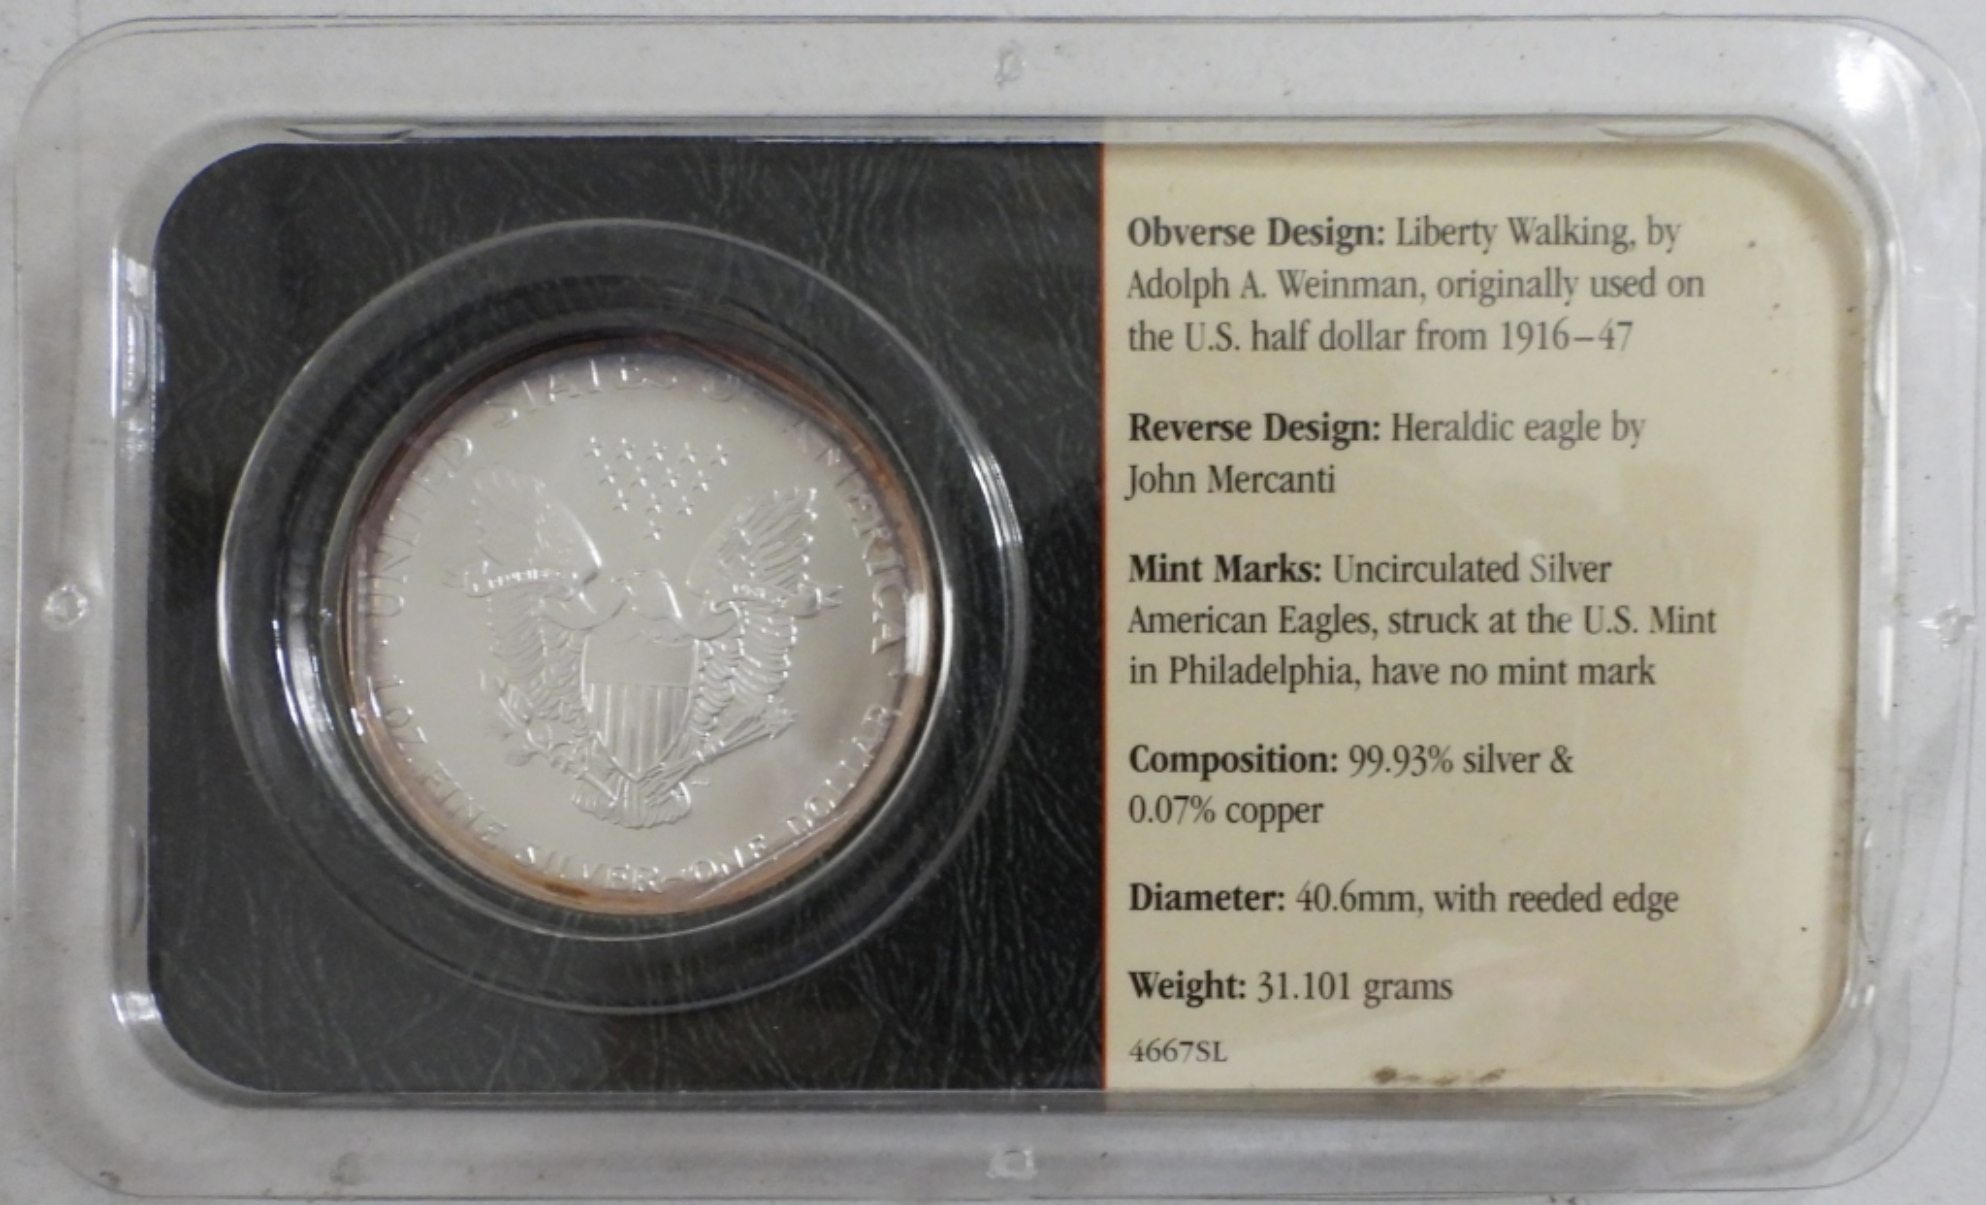 UNITED STATES OF AMERICA
1 OZ. FINE SILVER~ONE DOLLAR
Obverse Design: Liberty Walking, by
Adolph A. Weinman, originally used on
the U.S. half dollar from 1916–47
Reverse Design: Heraldic eagle by
John Mercanti
Mint Marks: Uncirculated Silver
American Eagles, struck at the U.S. Mint
in Philadelphia, have no mint mark
Composition: 99.93% silver &
0.07% copper
Diameter: 40.6mm, with reeded edge
Weight: 31.101 grams
4667SL